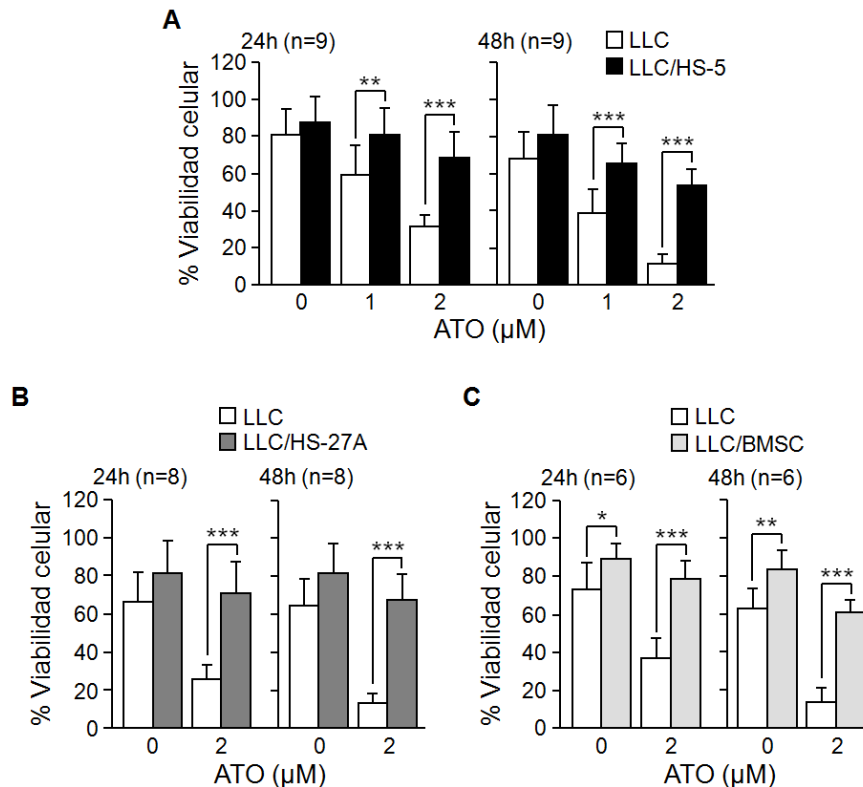 A
24h (n=9) 48h (n=9)
LLC
LLC/HS-5
% Viabilidad celular
120
100
80
60
40
20
0
** *** *** ***
0 1 2 0 1 2
ATO (µM)
B
LLC
LLC/HS-27A
24h (n=8) 48h (n=8)
% Viabilidad celular
120
100
80
60
40
20
0
*** ***
0 2 0 2
ATO (µM)
C
LLC
LLC/BMSC
24h (n=6) 48h (n=6)
% Viabilidad celular
120
100
80
60
40
20
0
* *** ** ***
0 2 0 2
ATO (µM)